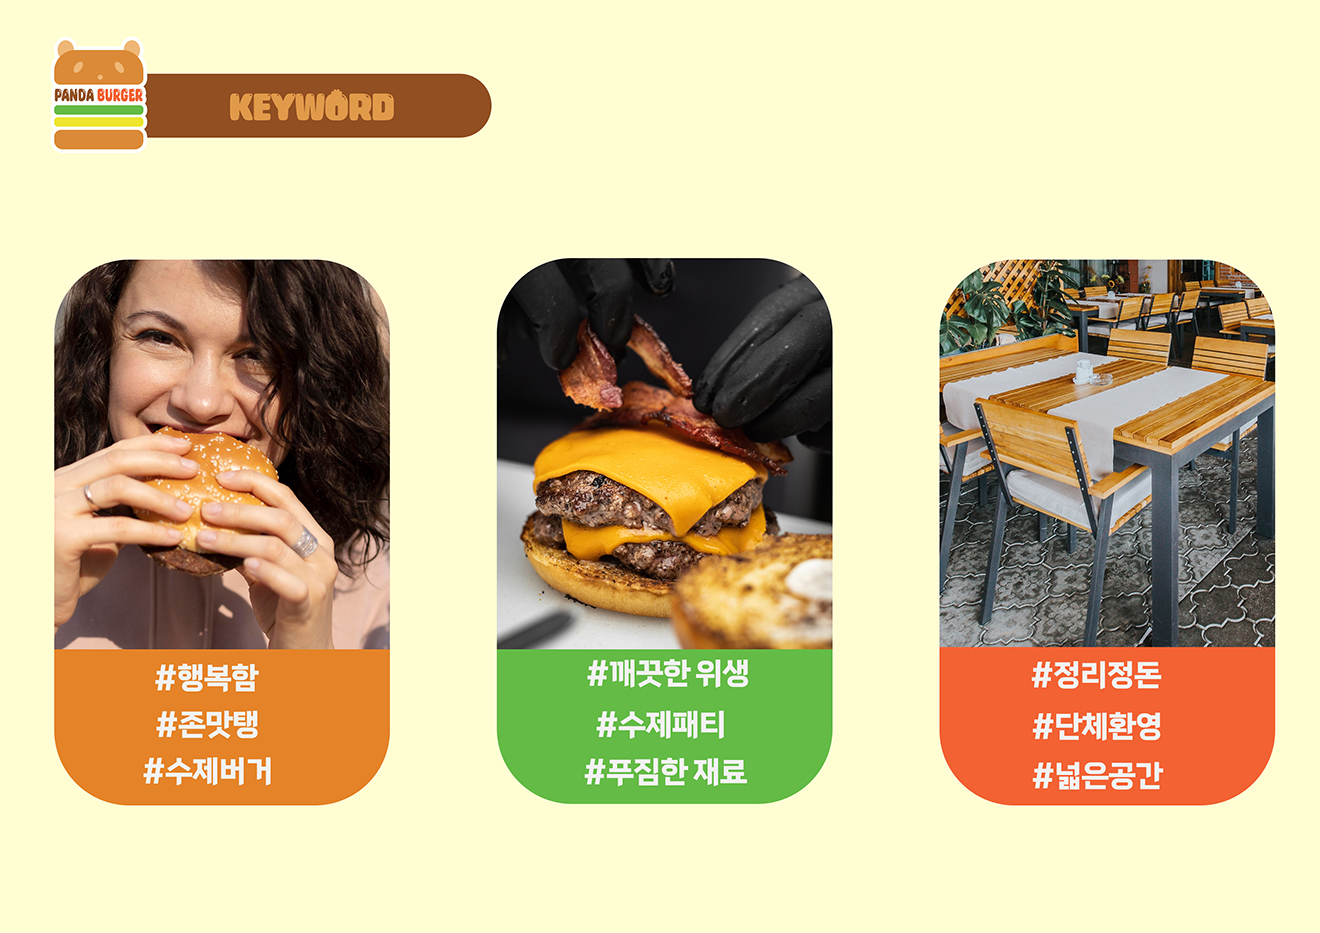 PANDA BURGER
KEYWORD
#행복함
#존맛탱
#수제버거
#깨끗한 위생
#수제패티
#푸짐한 재료
#정리정돈
#단체환영
#넓은공간